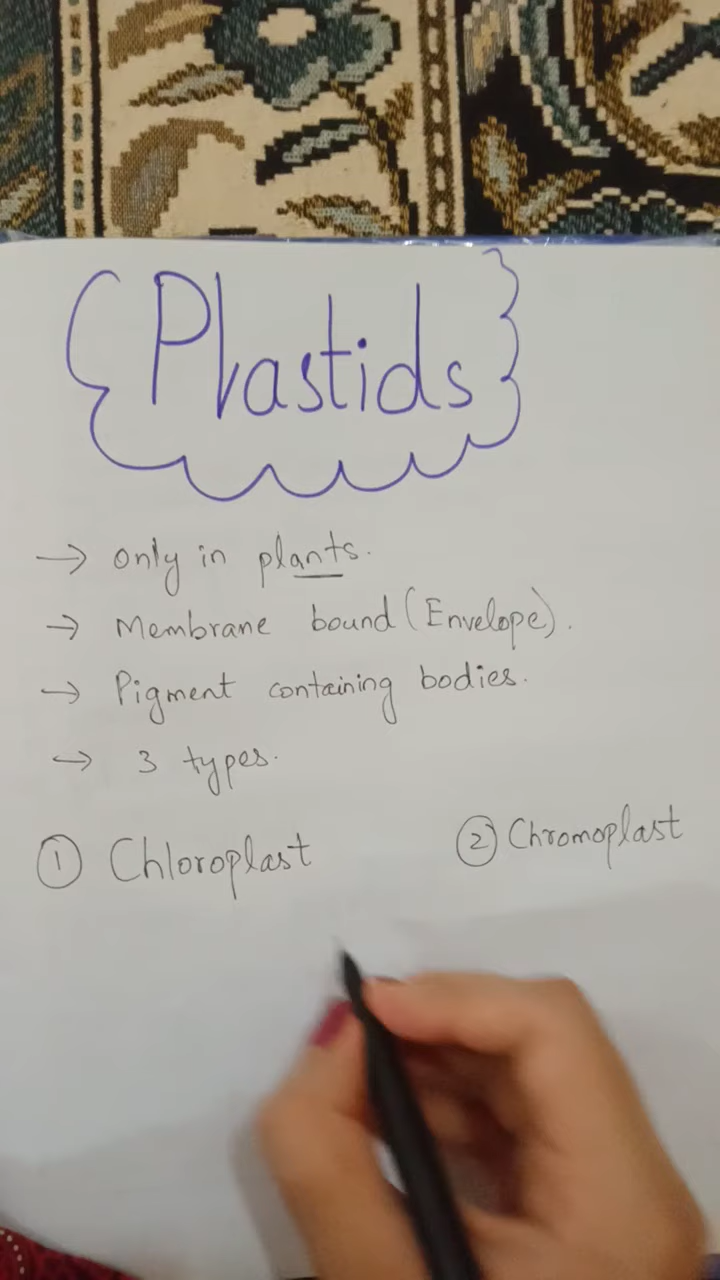 Plastids
→ only in plants.
→ Membrane bound (Envelope).
→ Pigment containing bodies.
→ 3 types.
① Chloroplast ② Chromoplast